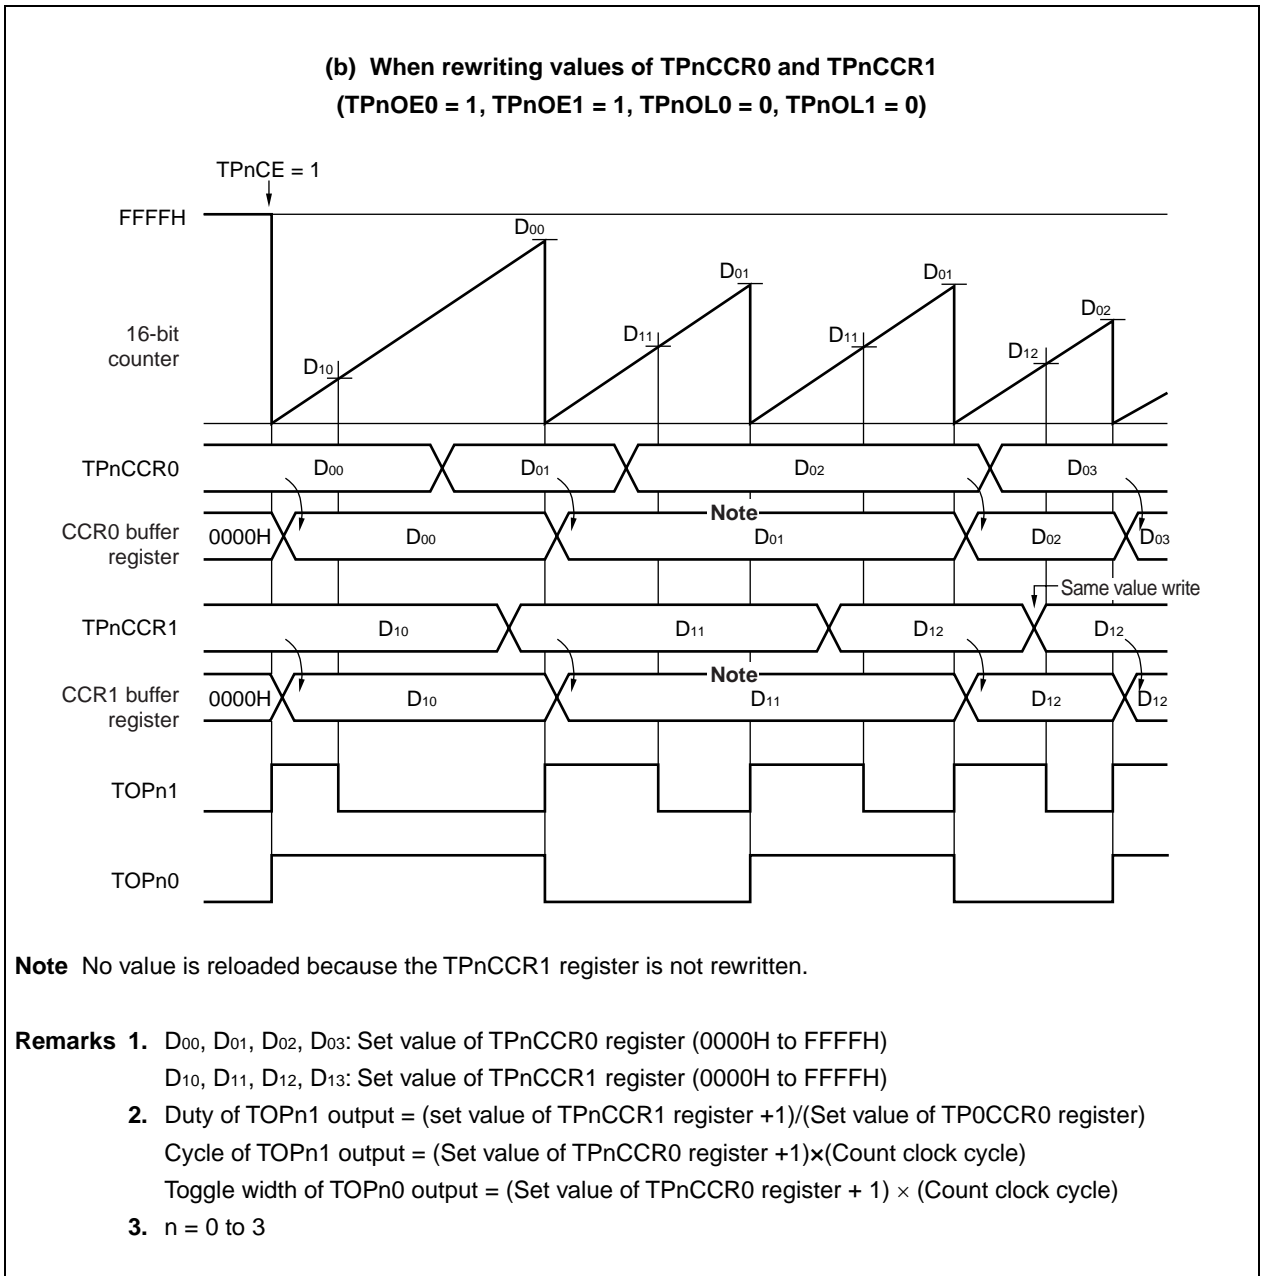 (b) When rewriting values of TPnCCR0 and TPnCCR1
(TPnOE0 = 1, TPnOE1 = 1, TPnOL0 = 0, TPnOL1 = 0)
TPnCE = 1
FFFFH
D00
D01
D01
D02
16-bit
counter
D10
D11
D11
D12
TPnCCR0
D00
D01
D02
D03
CCR0 buffer
register
0000H
D00
Note
D01
D02
D03
Same value write
TPnCCR1
D10
D11
D12
D12
CCR1 buffer
register
0000H
D10
Note
D11
D12
D12
TOPn1
TOPn0
Note No value is reloaded because the TPnCCR1 register is not rewritten.
Remarks 1. D00, D01, D02, D03: Set value of TPnCCR0 register (0000H to FFFFH)
D10, D11, D12, D13: Set value of TPnCCR1 register (0000H to FFFFH)
2. Duty of TOPn1 output = (set value of TPnCCR1 register +1)/(Set value of TP0CCR0 register)
Cycle of TOPn1 output = (Set value of TPnCCR0 register +1)×(Count clock cycle)
Toggle width of TOPn0 output = (Set value of TPnCCR0 register + 1) × (Count clock cycle)
3. n = 0 to 3